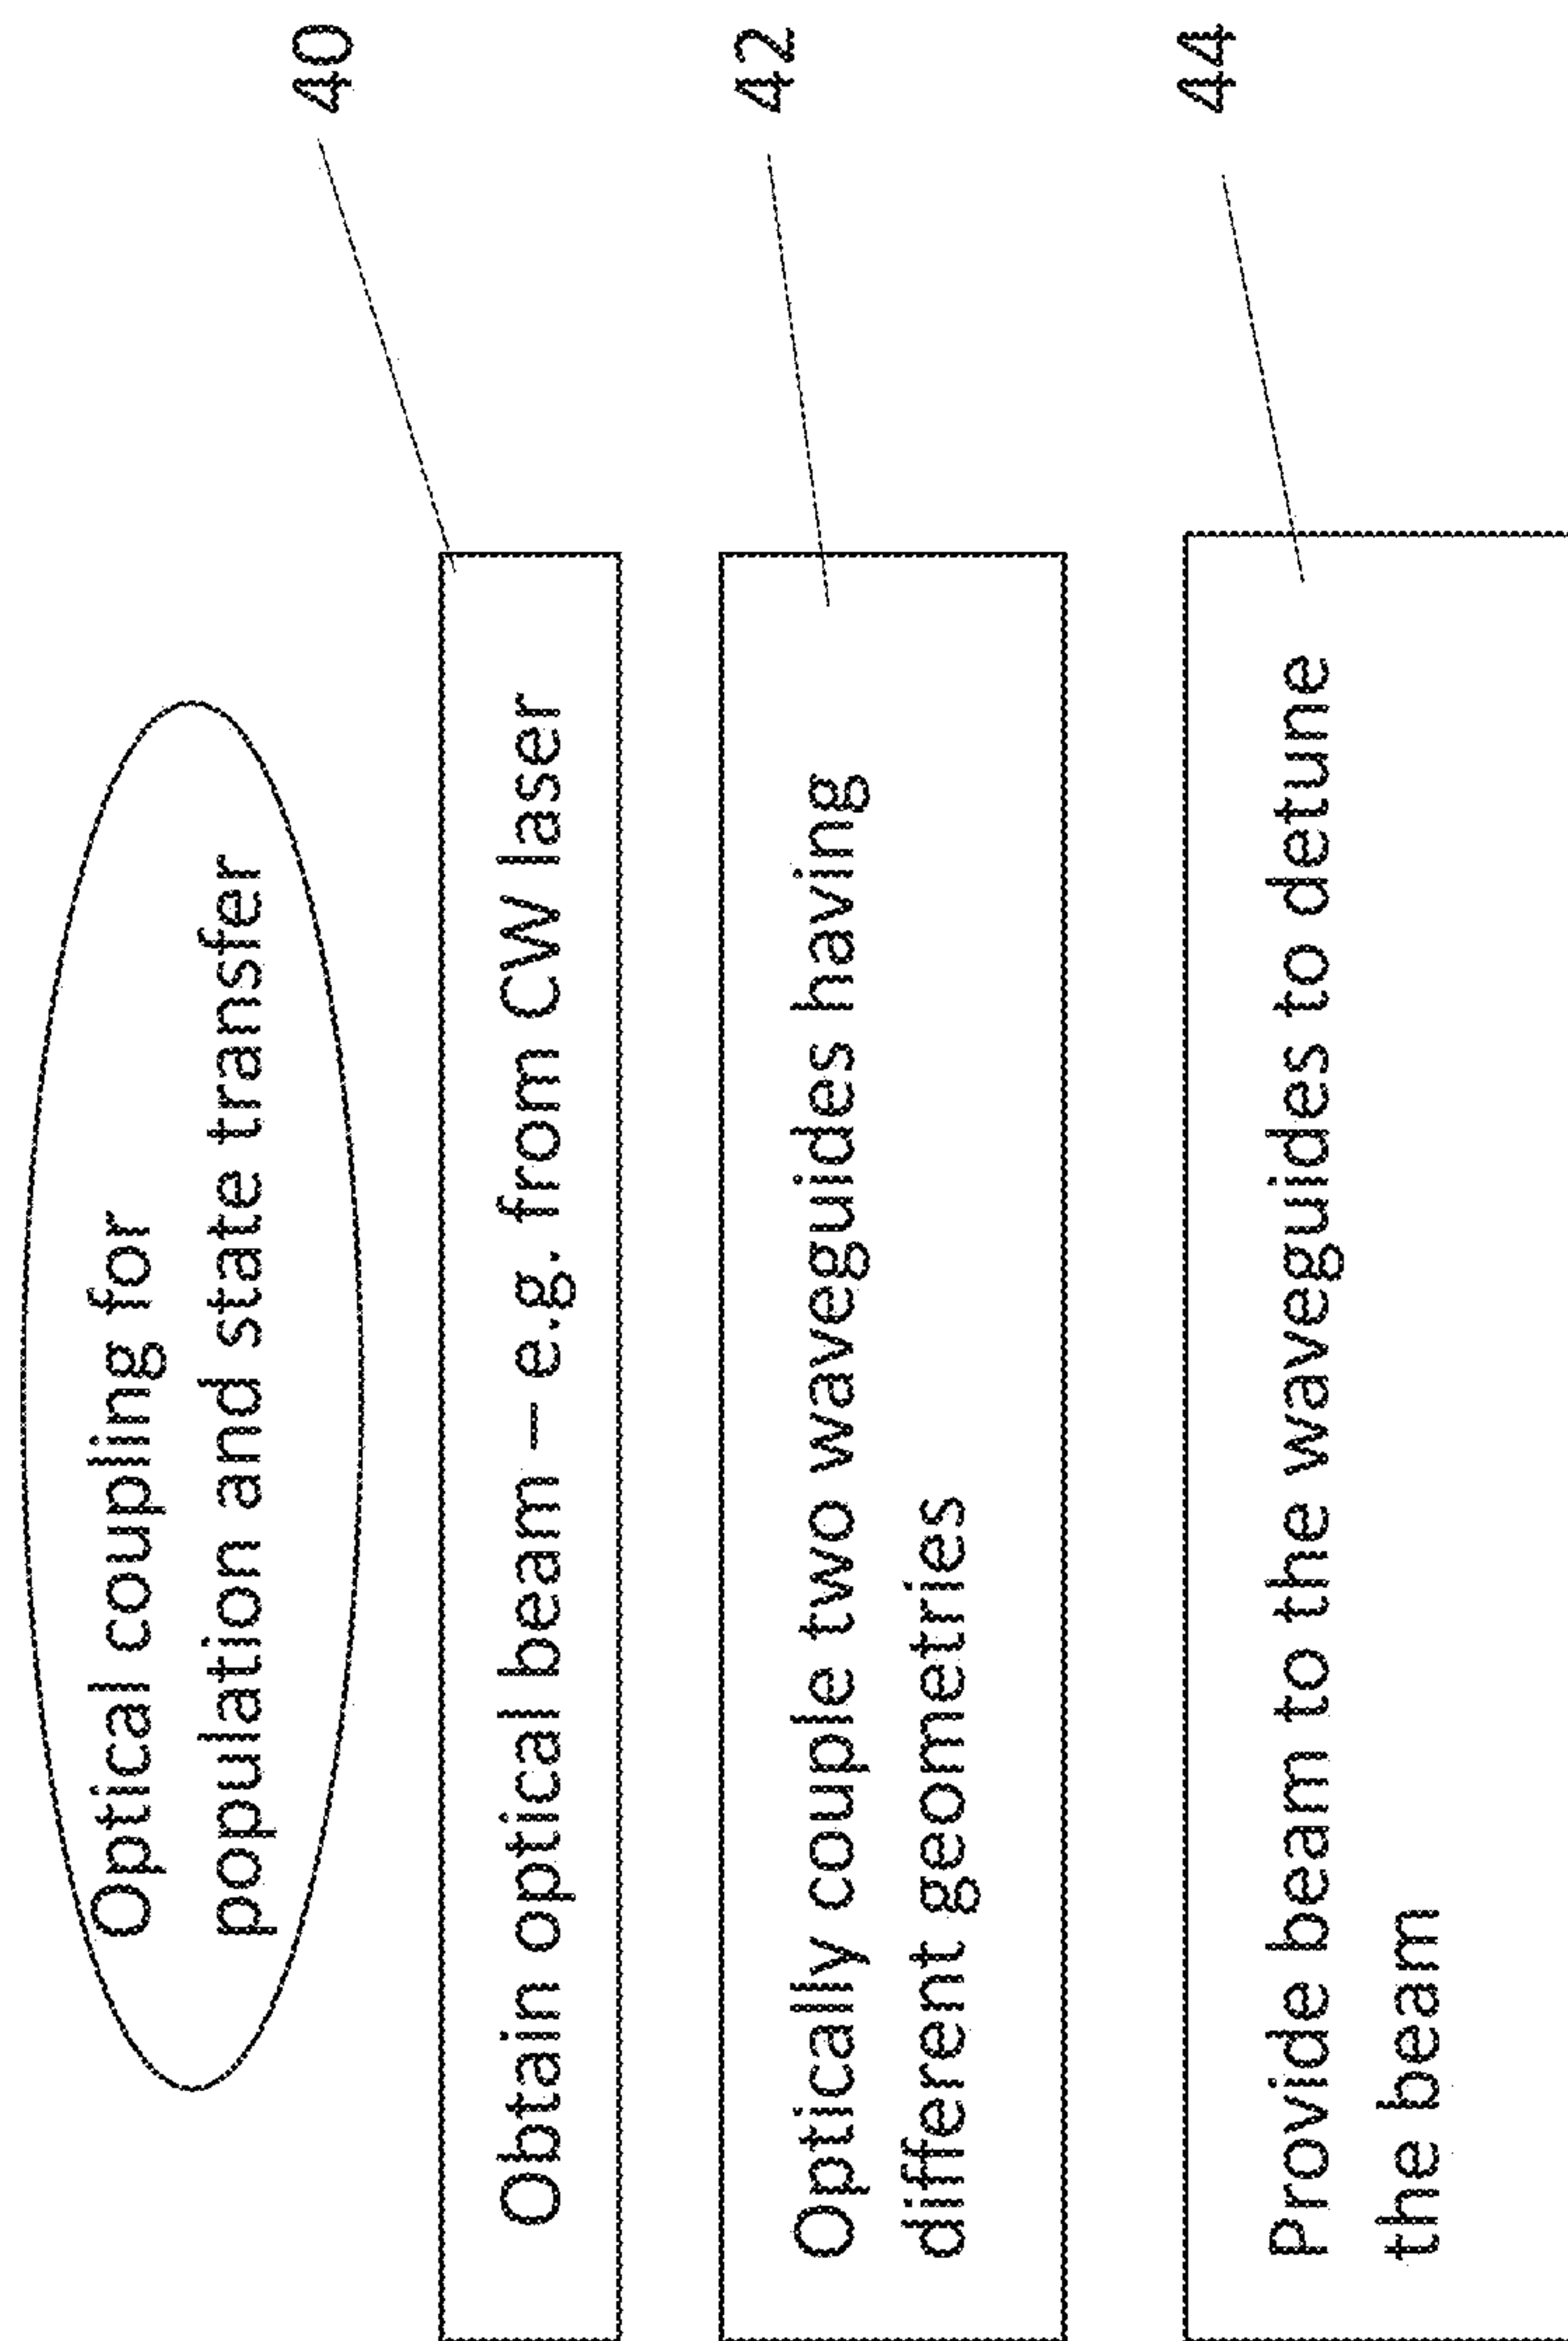 Optical coupling for
population and state transfer
Obtain optical beam – e.g. from CW laser
40
Optically couple two waveguides having
different geometries
42
Provide beam to the waveguides to detune
the beam
44